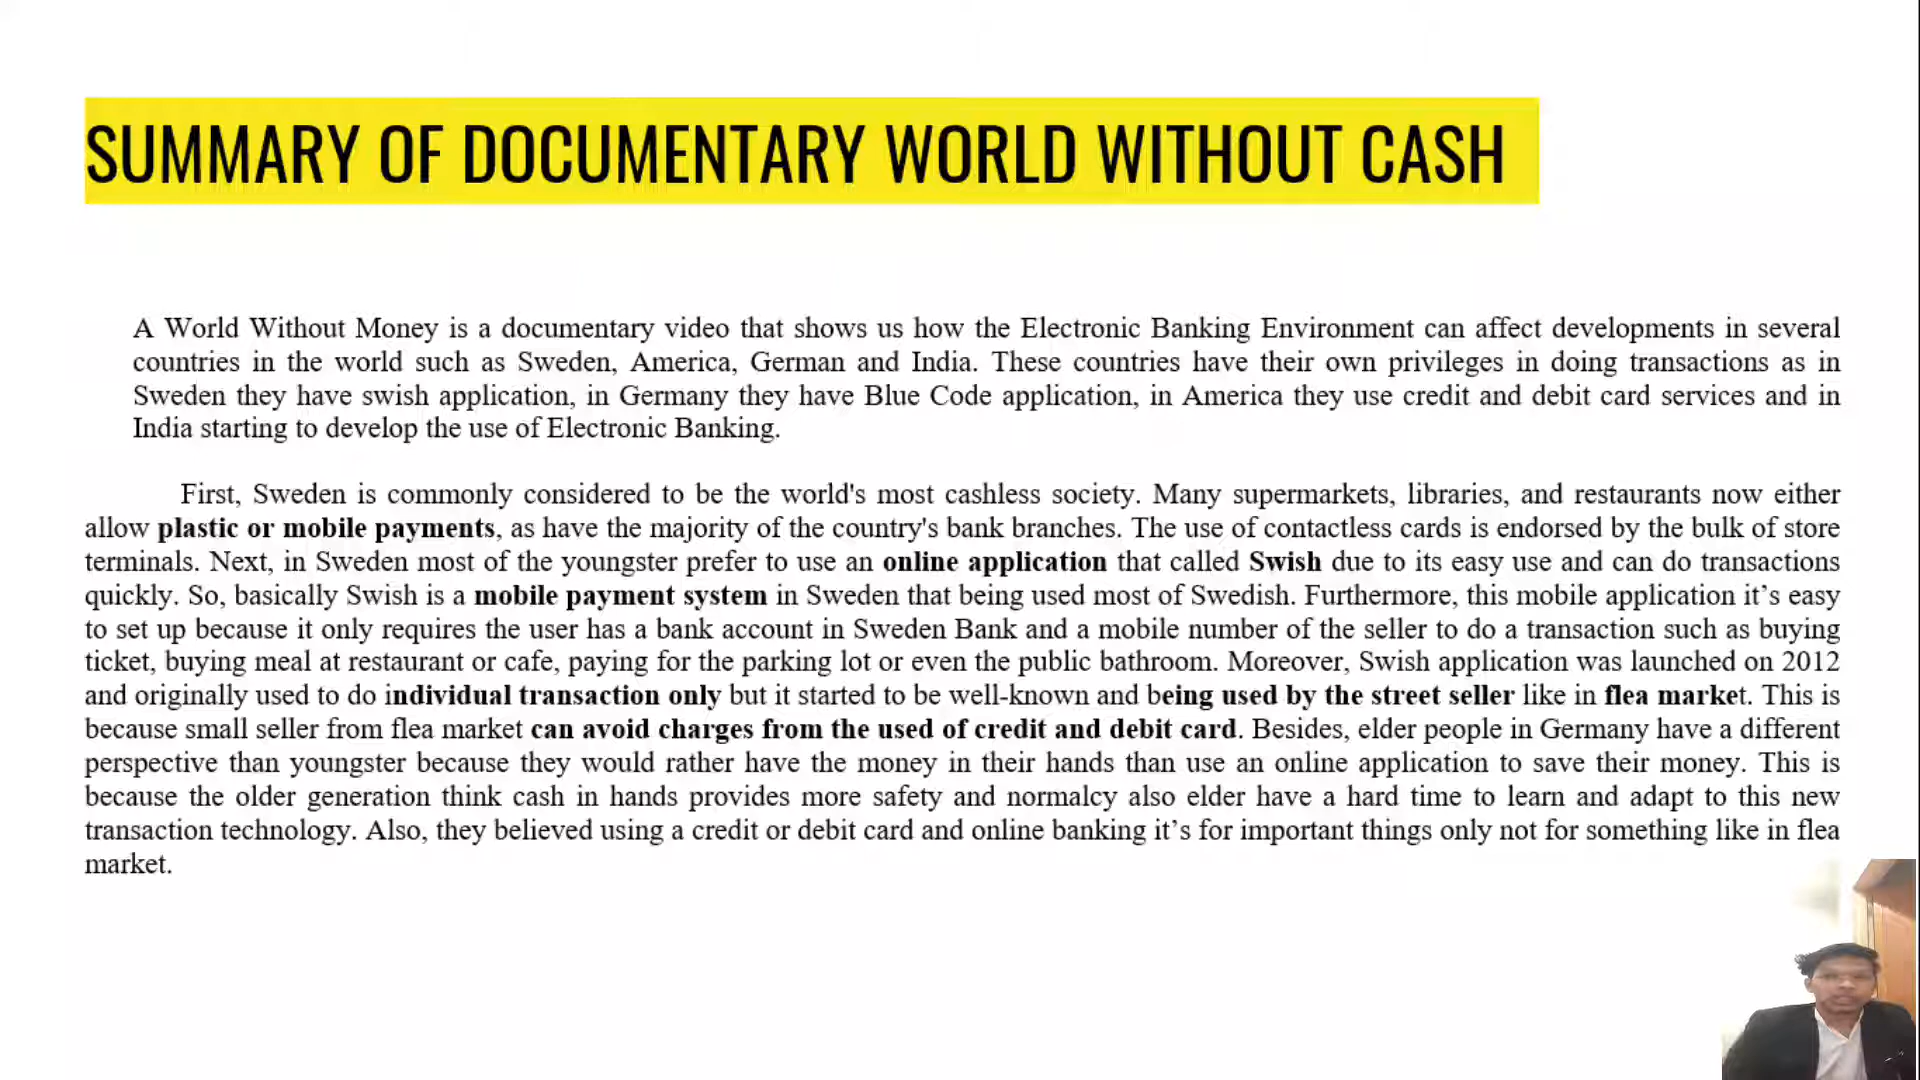 SUMMARY OF DOCUMENTARY WORLD WITHOUT CASH
A World Without Money is a documentary video that shows us how the Electronic Banking Environment can affect developments in several
countries in the world such as Sweden, America, German and India. These countries have their own privileges in doing transactions as in
Sweden they have swish application, in Germany they have Blue Code application, in America they use credit and debit card services and in
India starting to develop the use of Electronic Banking.
First, Sweden is commonly considered to be the world's most cashless society. Many supermarkets, libraries, and restaurants now either
allow plastic or mobile payments, as have the majority of the country's bank branches. The use of contactless cards is endorsed by the bulk of store
terminals. Next, in Sweden most of the youngster prefer to use an online application that called Swish due to its easy use and can do transactions
quickly. So, basically Swish is a mobile payment system in Sweden that being used most of Swedish. Furthermore, this mobile application it’s easy
to set up because it only requires the user has a bank account in Sweden Bank and a mobile number of the seller to do a transaction such as buying
ticket, buying meal at restaurant or cafe, paying for the parking lot or even the public bathroom. Moreover, Swish application was launched on 2012
and originally used to do individual transaction only but it started to be well-known and being used by the street seller like in flea market. This is
because small seller from flea market can avoid charges from the used of credit and debit card. Besides, elder people in Germany have a different
perspective than youngster because they would rather have the money in their hands than use an online application to save their money. This is
because the older generation think cash in hands provides more safety and normalcy also elder have a hard time to learn and adapt to this new
transaction technology. Also, they believed using a credit or debit card and online banking it’s for important things only not for something like in flea
market.